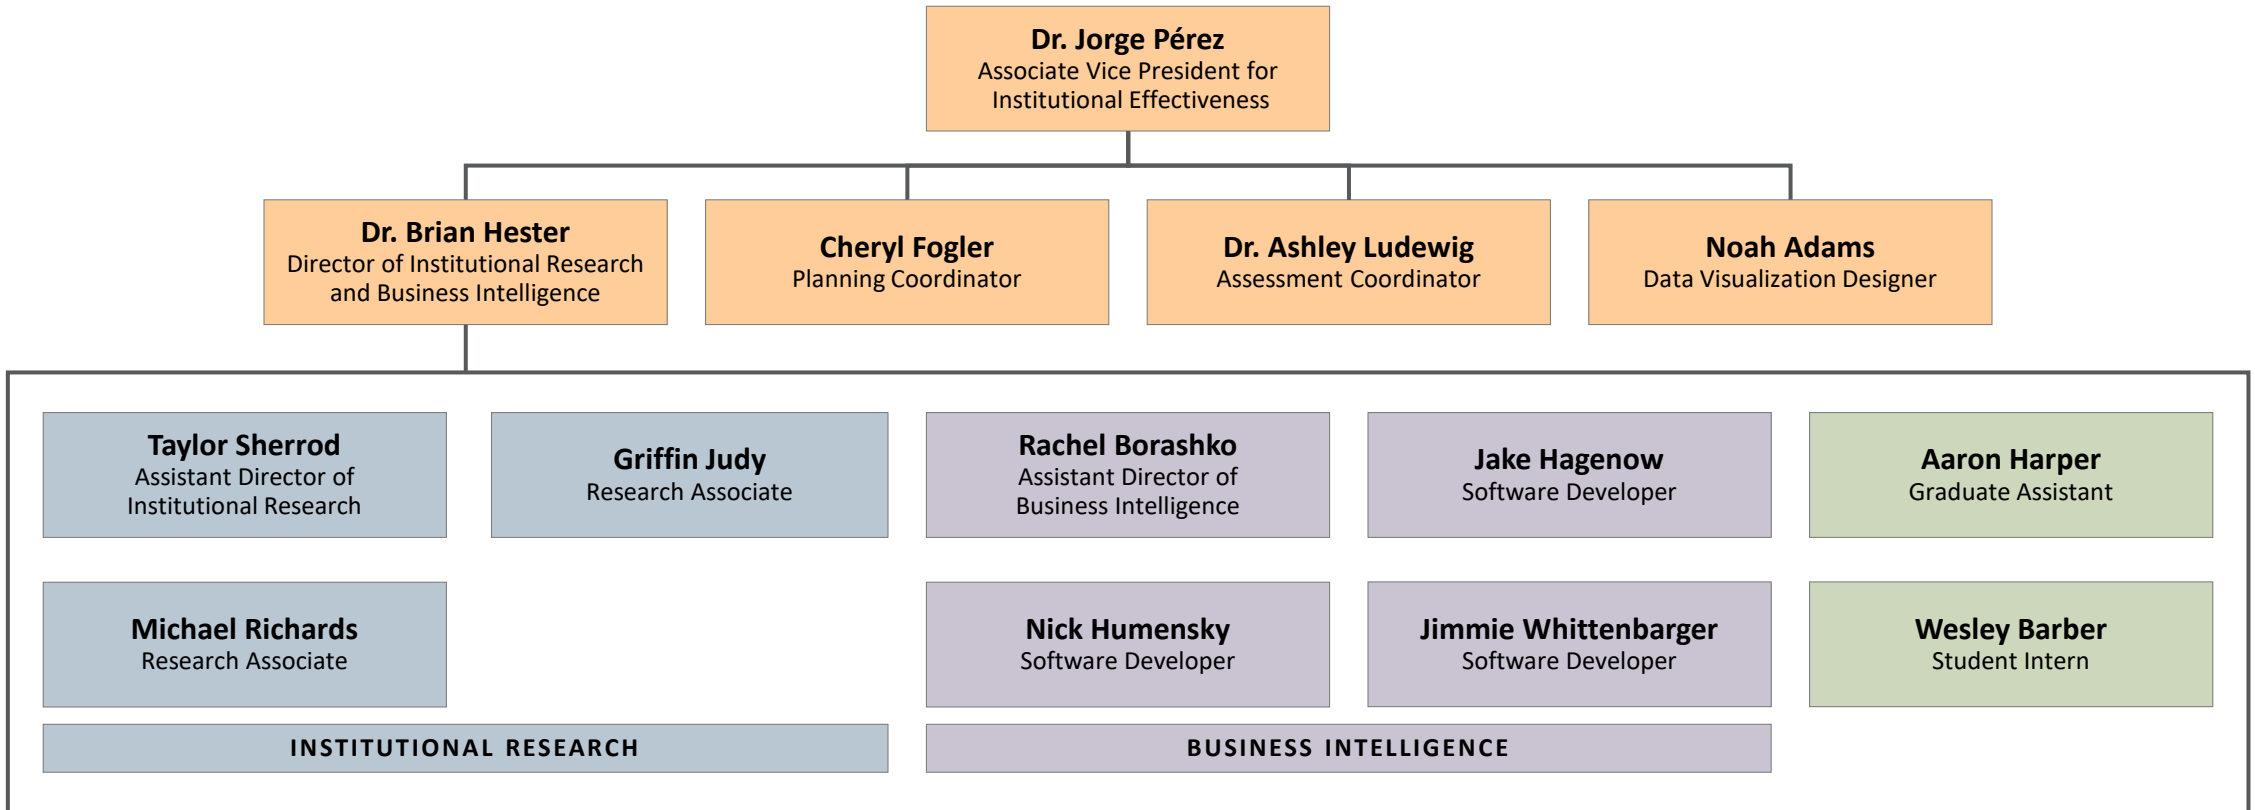 Dr. Jorge Pérez
Associate Vice President for
Institutional Effectiveness
Dr. Brian Hester
Director of Institutional Research
and Business Intelligence
Cheryl Fogler
Planning Coordinator
Dr. Ashley Ludewig
Assessment Coordinator
Noah Adams
Data Visualization Designer
Taylor Sherrod
Assistant Director of
Institutional Research
Griffin Judy
Research Associate
Rachel Borashko
Assistant Director of
Business Intelligence
Jake Hagenow
Software Developer
Aaron Harper
Graduate Assistant
Michael Richards
Research Associate
Nick Humensky
Software Developer
Jimmie Whittenbarger
Software Developer
Wesley Barber
Student Intern
INSTITUTIONAL RESEARCH
BUSINESS INTELLIGENCE